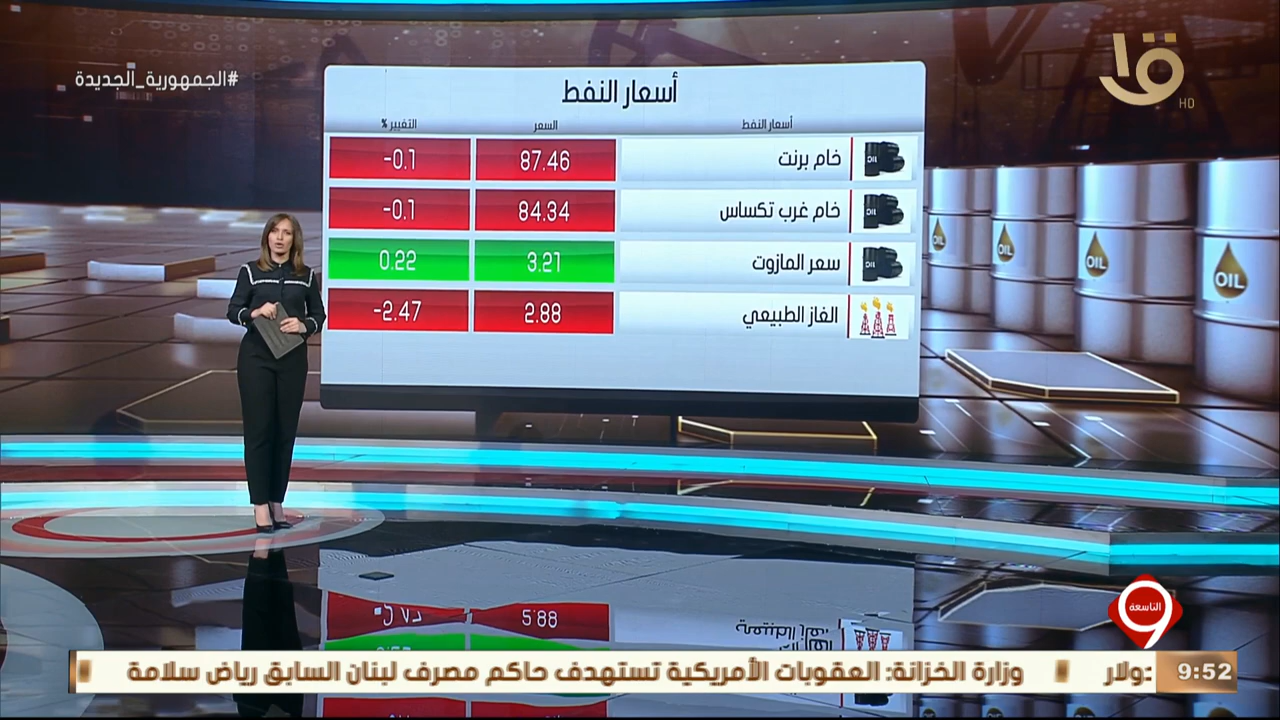 #الجمهورية_الجديدة
HD
أسعار النفط
أسعار النفط السعر التغيير %
خام برنت 87.46 -0.1
خام غرب تكساس 84.34 -0.1
سعر المازوت 3.21 0.22
الغاز الطبيعي 2.88 -2.47
OIL
OIL
OIL
OIL
OIL
OIL
OIL
التاسعة
9
9:52 وزارة الخزانة: العقوبات الأمريكية تستهدف حاكم مصرف لبنان السابق رياض سلامة